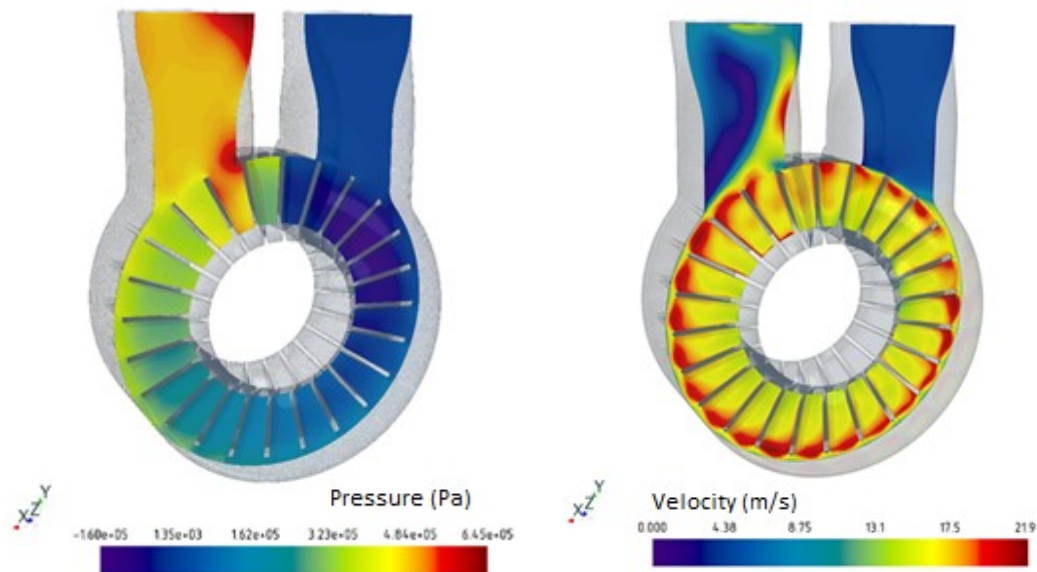 Pressure (Pa)
-1.60e+05 1.35e+03 1.62e+05 3.23e+05 4.84e+05 6.45e+05
X Z Y
Velocity (m/s)
0.000 4.38 8.75 13.1 17.5 21.9
X Z Y